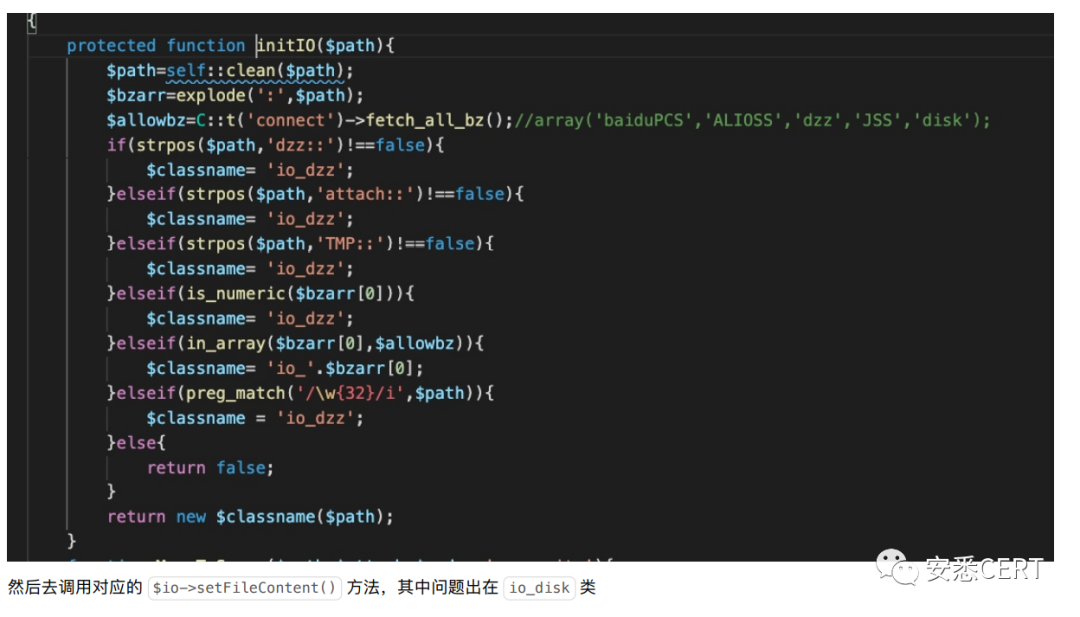 {
protected function initIO($path){
$path=self::clean($path);
$bzarr=explode(':',$path);
$allowbz=C::t('connect')->fetch_all_bz();//array('baiduPCS','ALIOSS','dzz','JSS','disk');
if(strpos($path,'dzz::')!==false){
$classname= 'io_dzz';
}elseif(strpos($path,'attach::')!==false){
$classname= 'io_dzz';
}elseif(strpos($path,'TMP::')!==false){
$classname= 'io_dzz';
}elseif(is_numeric($bzarr[0])){
$classname= 'io_dzz';
}elseif(in_array($bzarr[0],$allowbz)){
$classname= 'io_'.$bzarr[0];
}elseif(preg_match('/\w{32}/i',$path)){
$classname = 'io_dzz';
}else{
return false;
}
return new $classname($path);
}
安悉CERT
然后去调用对应的 $io->setFileContent() 方法，其中问题出在 io_disk 类